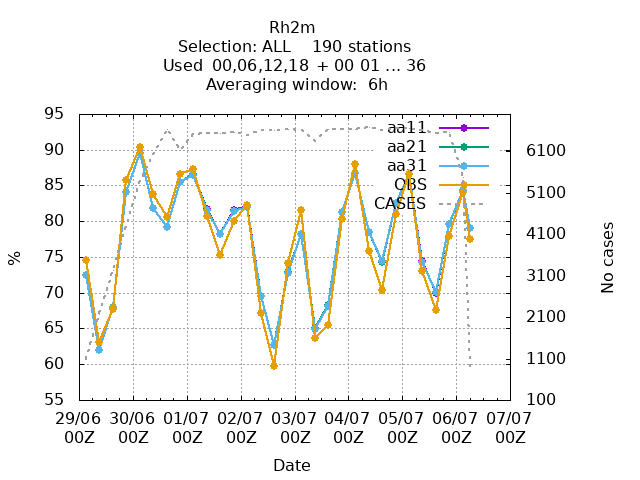 Rh2m
Selection: ALL 190 stations
Used 00,06,12,18 + 00 01 ... 36
Averaging window: 6h
95
90
85
80
75
70
65
60
55
%
aa11
aa21
aa31
OBS
CASES
6100
5100
4100
3100
2100
1100
100
No cases
29/06 30/06 01/07 02/07 03/07 04/07 05/07 06/07 07/07
00Z 00Z 00Z 00Z 00Z 00Z 00Z 00Z 00Z
Date